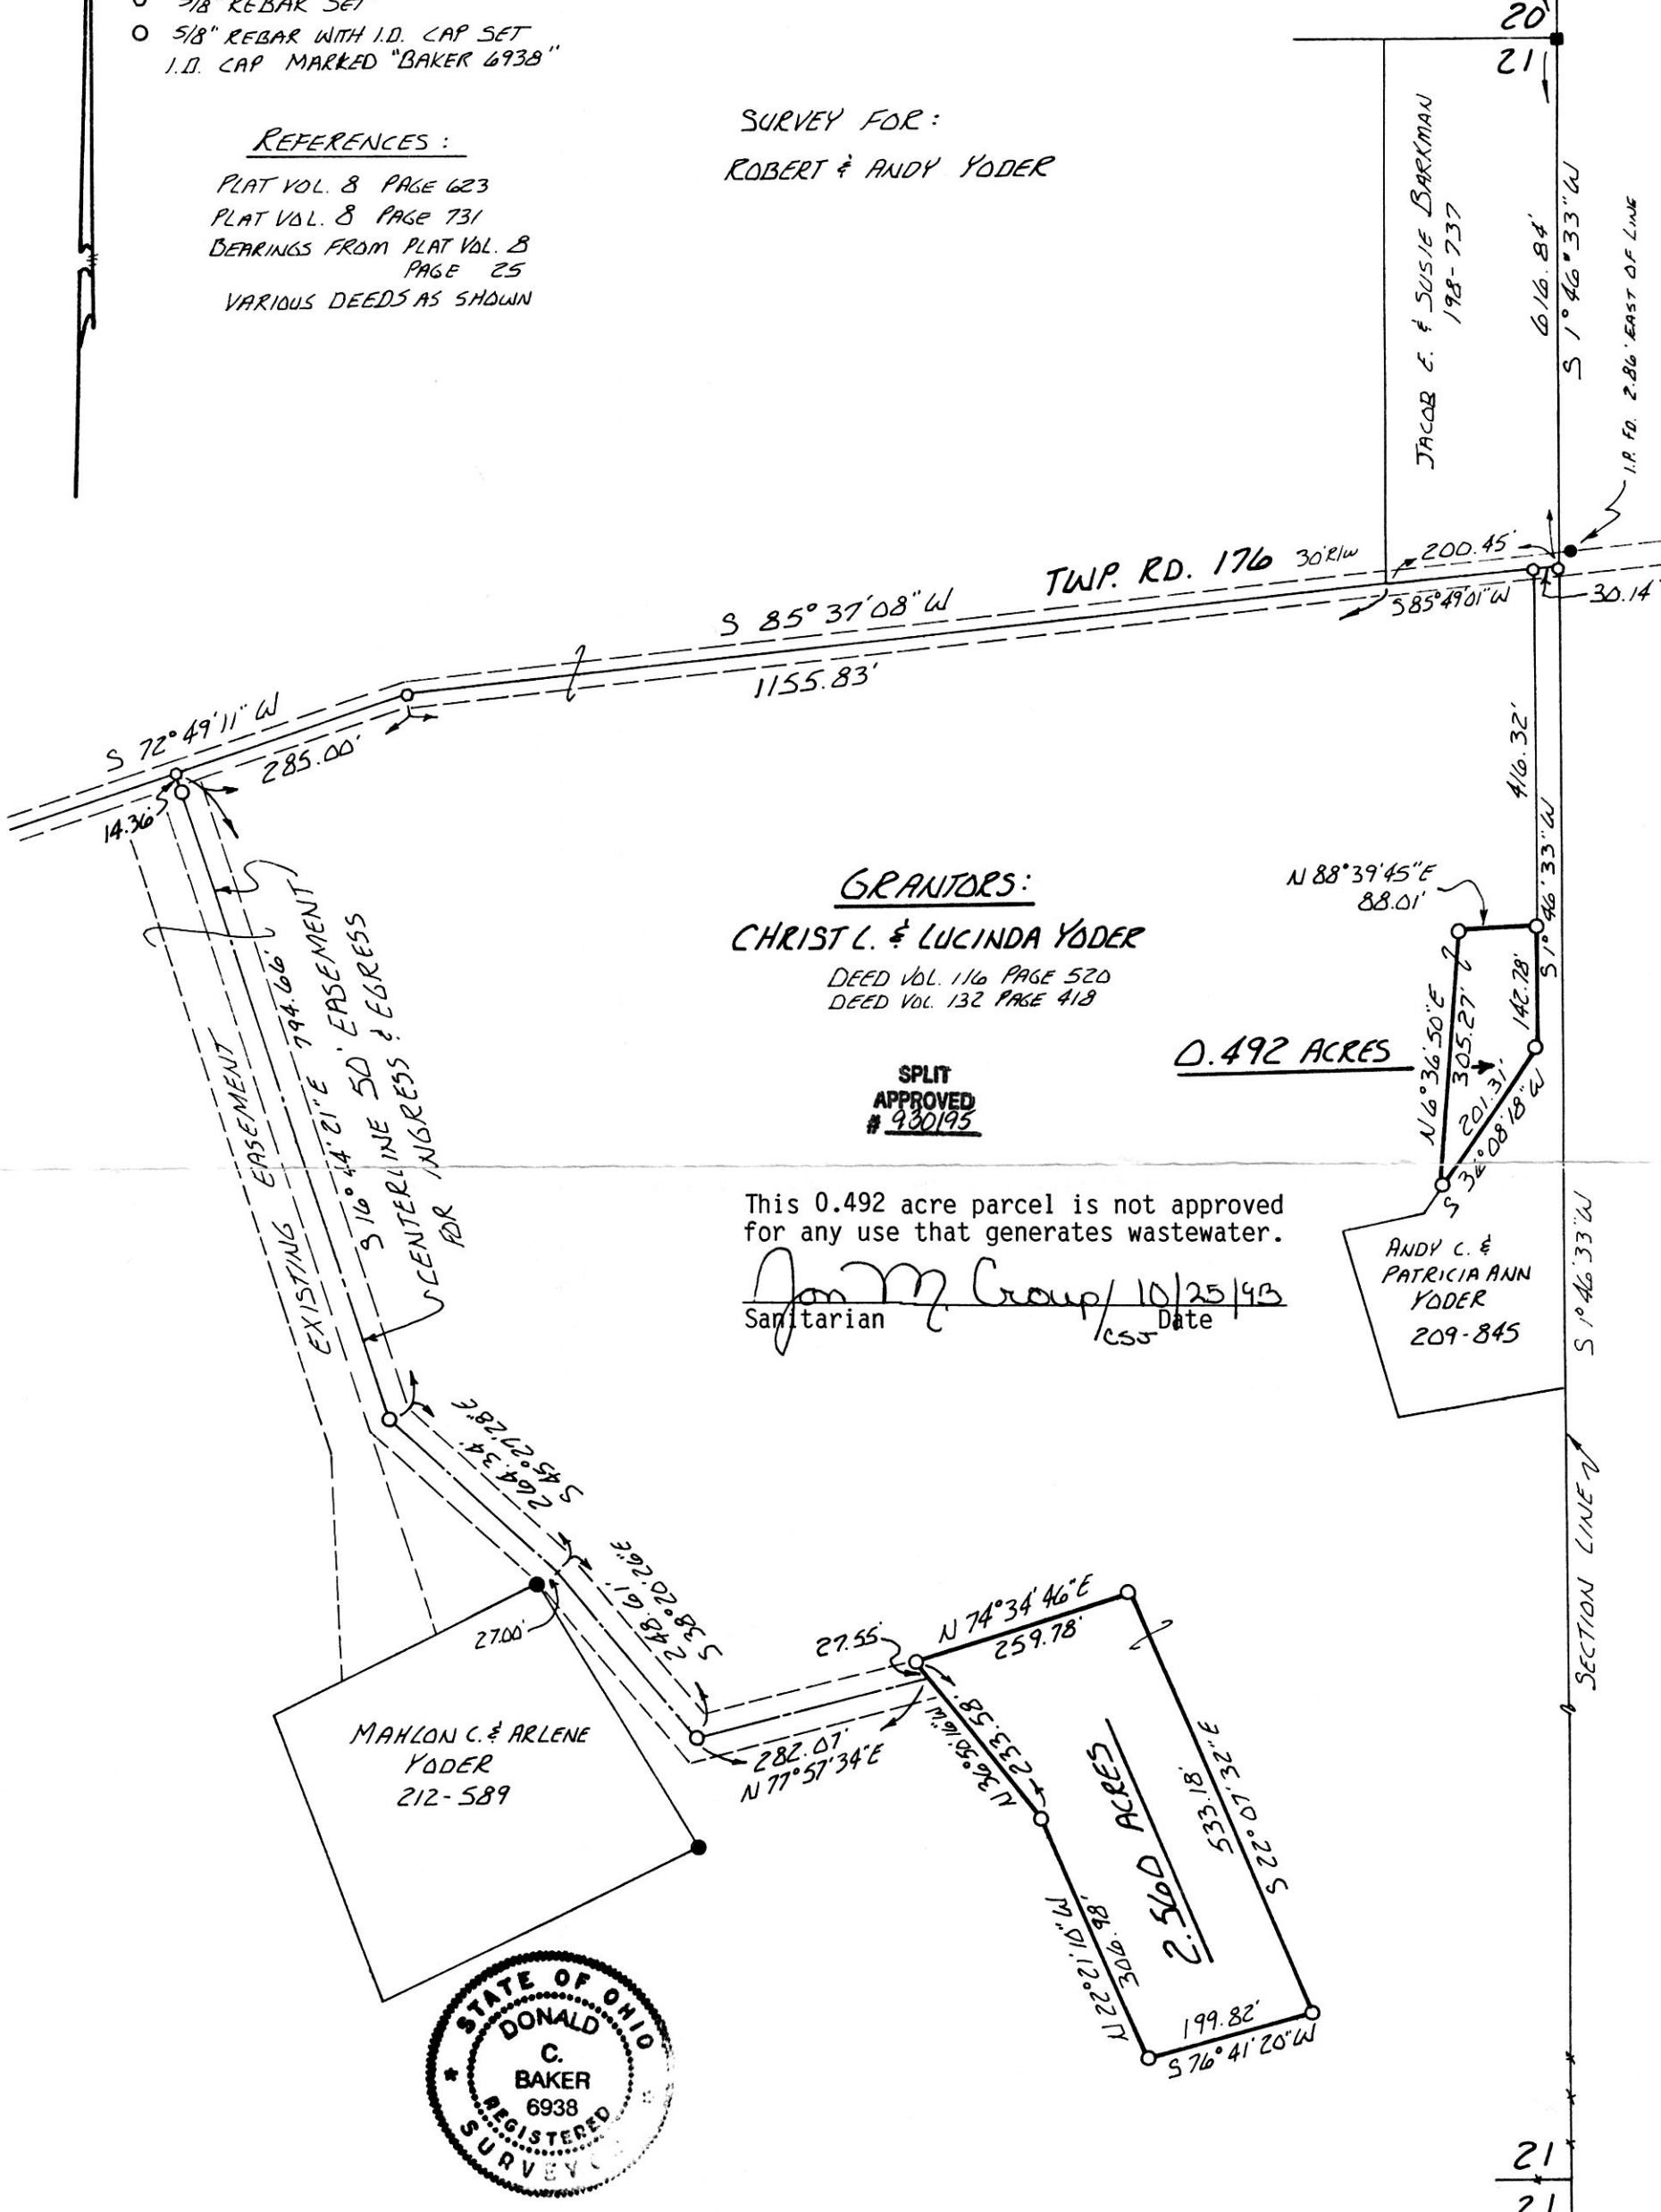 5/8" REBAR SET
5/8" REBAR WITH I.D. CAP SET
I.D. CAP MARKED "BAKER 6938"
REFERENCES :
PLAT VOL. 8 PAGE 623
PLAT VOL. 8 PAGE 731
BEARINGS FROM PLAT VOL. 8
PAGE 25
VARIOUS DEEDS AS SHOWN
SURVEY FOR :
ROBERT & ANDY YODER
20
21
JACOB E. & SUSIE BARKMAN
198-737
616.84'
S 1° 46' 33" W
I.P. FD. 2.86' EAST OF LINE
TWP. RD. 176 30' R/W
200.45'
S 85° 49' 01" W
30.14'
S 85° 37' 08" W
1155.83'
S 72° 49' 11" W
285.00'
14.36'
416.32'
S 1° 46' 33" W
N 88° 39' 45" E
88.01'
142.78'
N 6° 36' 50" E
305.27'
201.31'
S 36° 08' 18" W
0.492 ACRES
GRANTORS:
CHRIST L. & LUCINDA YODER
DEED VOL. 116 PAGE 520
DEED VOL. 132 PAGE 418
SPLIT
APPROVED
# 930195
This 0.492 acre parcel is not approved
for any use that generates wastewater.
Jon M. Croup/ 10/25/93
Sanitarian /CSJ Date
ANDY C. &
PATRICIA ANN
YODER
209-845
S 1° 46' 33" W
SECTION LINE
EXISTING EASEMENT
S 16° 44' 21" E 794.66'
CENTERLINE 50' EASEMENT
FOR INGRESS & EGRESS
264.34'
S 45° 27' 28" E
248.61'
S 38° 20' 26" E
27.00'
MAHLON C. & ARLENE
YODER
212-589
27.55'
282.07'
N 77° 57' 34" E
N 74° 34' 46" E
259.78'
N 36° 50' 16" W
233.58'
2.560 ACRES
533.18'
S 22° 07' 32" E
N 22° 21' 10" W
306.98'
199.82'
S 76° 41' 20" W
STATE OF OHIO
DONALD
C.
BAKER
6938
REGISTERED
SURVEYOR
21